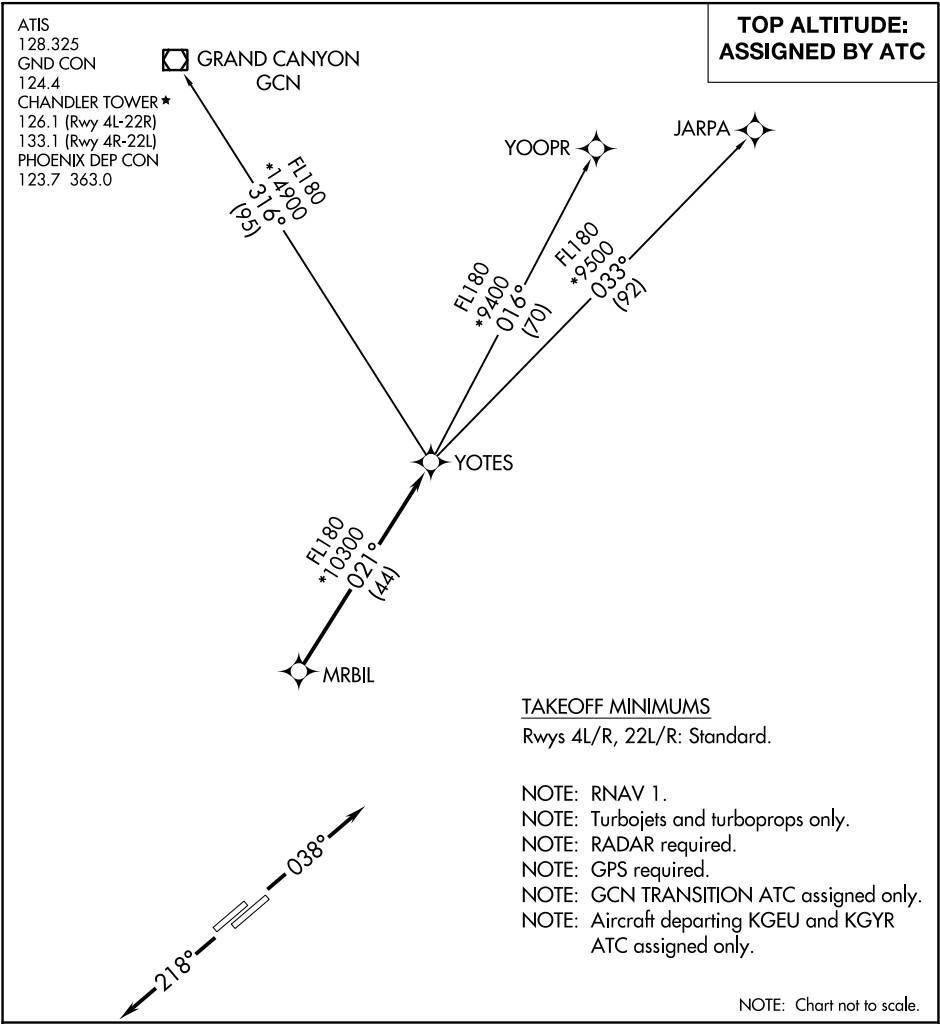 ATIS
128.325
GND CON
124.4
CHANDLER TOWER★
126.1 (Rwy 4L-22R)
133.1 (Rwy 4R-22L)
PHOENIX DEP CON
123.7 363.0
TOP ALTITUDE:
ASSIGNED BY ATC
GRAND CANYON
GCN
YOOPR
JARPA
FL180
*14900
316°
(95)
FL180
*9400
016°
(70)
FL180
*9500
033°
(92)
YOTES
FL180
*10300
021°
(44)
MRBIL
TAKEOFF MINIMUMS
Rwys 4L/R, 22L/R: Standard.
NOTE: RNAV 1.
NOTE: Turbojets and turboprops only.
NOTE: RADAR required.
NOTE: GPS required.
NOTE: GCN TRANSITION ATC assigned only.
NOTE: Aircraft departing KGEU and KGYR
ATC assigned only.
038°
218°
NOTE: Chart not to scale.